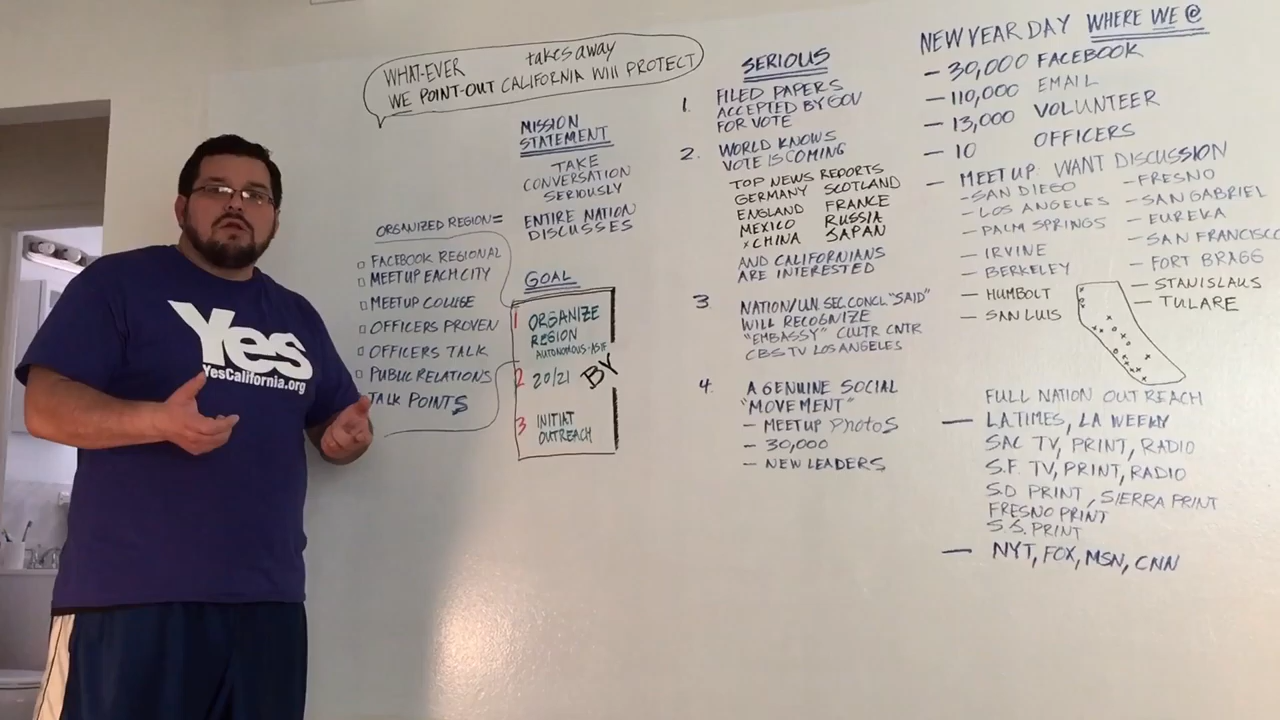 WHAT-EVER takes away
WE POINT-OUT CALIFORNIA WILL PROTECT
MISSION
STATEMENT
TAKE
CONVERSATION
SERIOUSLY
ENTIRE NATION
DISCUSSES
ORGANIZED REGION=
FACEBOOK REGIONAL
MEETUP EACH CITY
MEETUP COLLEGE
OFFICERS PROVEN
OFFICERS TALK
PUBLIC RELATIONS
TALK POINTS
GOAL
1 ORGANIZE
REGION
AUTONOMOUS
2 20/21 BY
3 INITIAT
OUTREACH
Yes
YesCalifornia.org
SERIOUS
1. FILED PAPERS
ACCEPTED BY GOV
FOR VOTE
2. WORLD KNOWS
VOTE IS COMING
TOP NEWS REPORTS
GERMANY SCOTLAND
ENGLAND FRANCE
MEXICO RUSSIA
x CHINA JAPAN
AND CALIFORNIANS
ARE INTERESTED
3 NATION/UN.SEC.CONCL "SAID"
WILL RECOGNIZE
"EMBASSY" CULTR CNTR
CBS TV LOS ANGELES
4. A GENUINE SOCIAL
"MOVEMENT"
- MEETUP PhotoS
- 30,000
- NEW LEADERS
NEW YEAR DAY WHERE WE @
- 30,000 FACEBOOK
- 110,000 EMAIL
- 13,000 VOLUNTEER
- 10 OFFICERS
- MEETUP: WANT DISCUSSION
- SAN DIEGO
- LOS ANGELES
- PALM SPRINGS
- IRVINE
- BERKELEY
- HUMBOLT
- SAN LUIS
- FRESNO
- SAN GABRIEL
- EUREKA
- SAN FRANCISCO
- FORT BRAGG
- STANISLAUS
- TULARE
FULL NATION OUTREACH
- LA.TIMES, LA WEEKLY
SAC TV, PRINT, RADIO
S.F. TV, PRINT, RADIO
S.D PRINT, SIERRA PRINT
FRESNO PRINT
S.S. PRINT
- NYT, FOX, MSN, CNN